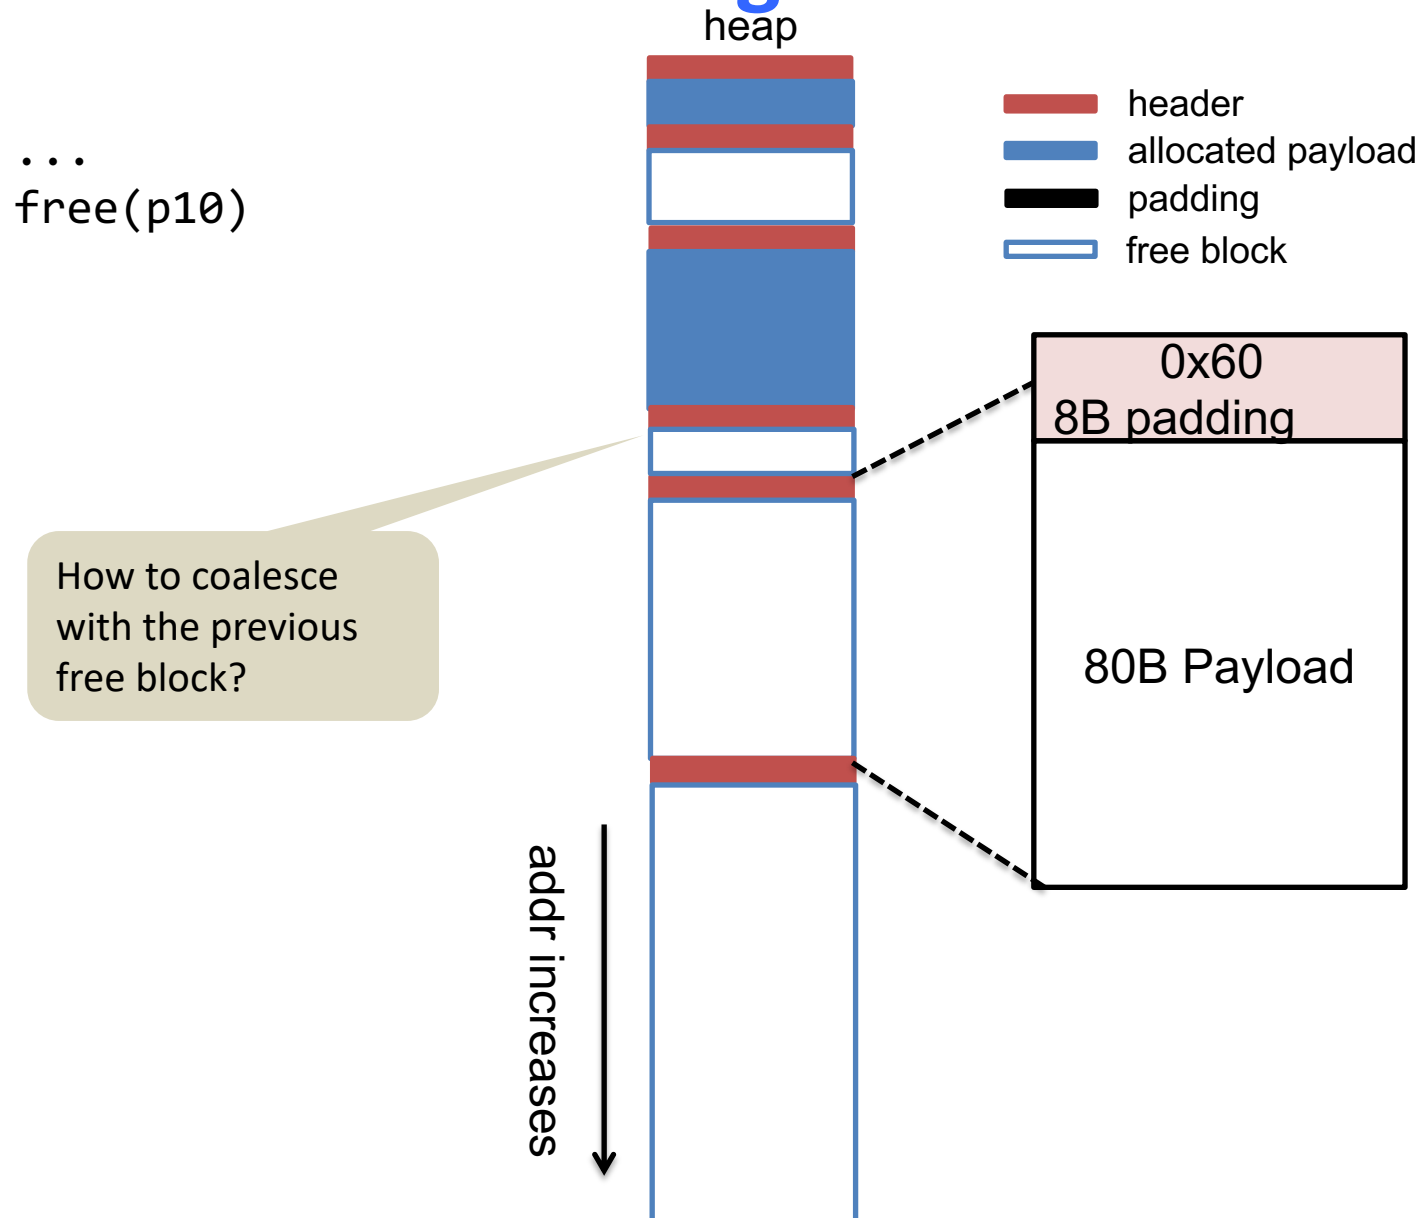 heap
...
free(p10)
header
allocated payload
padding
free block
0x60
8B padding
80B Payload
How to coalesce
with the previous
free block?
addr increases